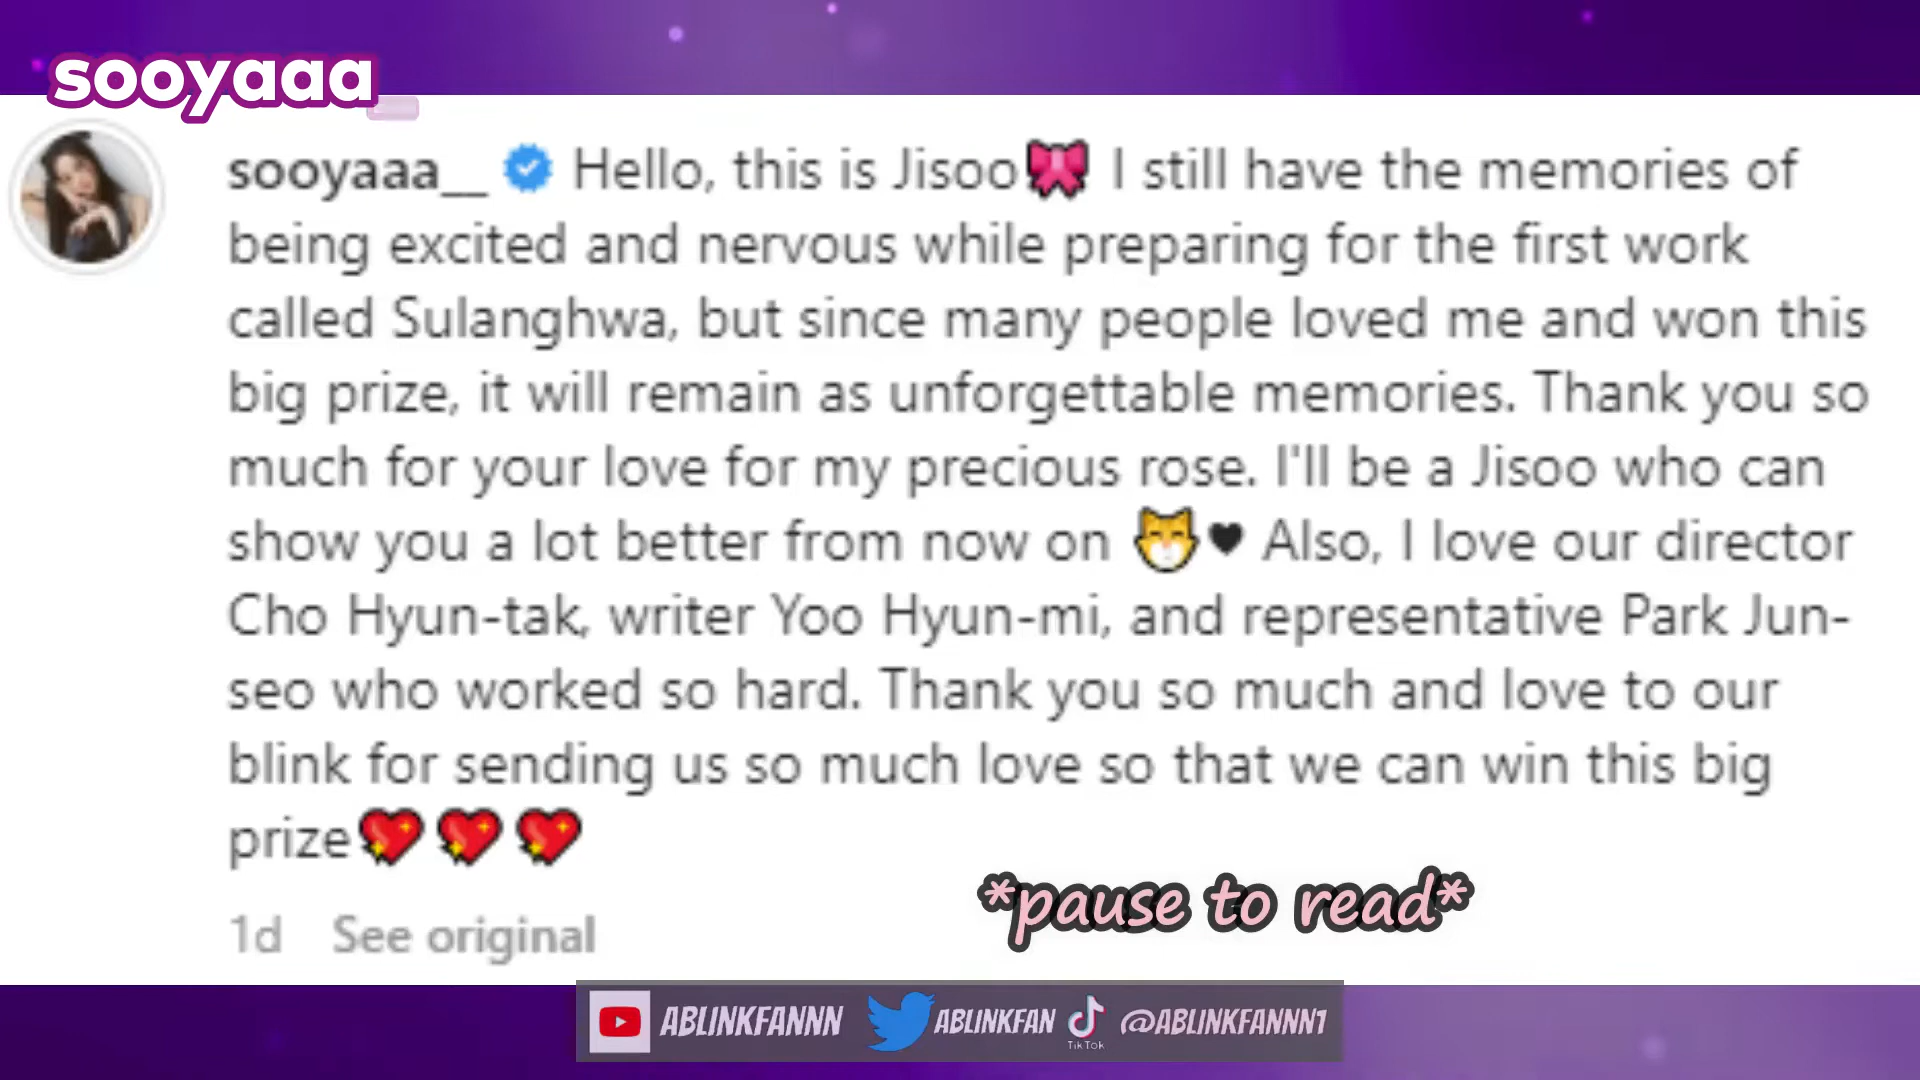 sooyaaa
sooyaaa__ Hello, this is Jisoo🎀 I still have the memories of
being excited and nervous while preparing for the first work
called Sulanghwa, but since many people loved me and won this
big prize, it will remain as unforgettable memories. Thank you so
much for your love for my precious rose. I'll be a Jisoo who can
show you a lot better from now on 😸🖤 Also, I love our director
Cho Hyun-tak, writer Yoo Hyun-mi, and representative Park Jun-
seo who worked so hard. Thank you so much and love to our
blink for sending us so much love so that we can win this big
prize💖💖💖
*pause to read*
1d See original
ABLINKFANNN ABLINKFAN TikTok @ABLINKFANNN1